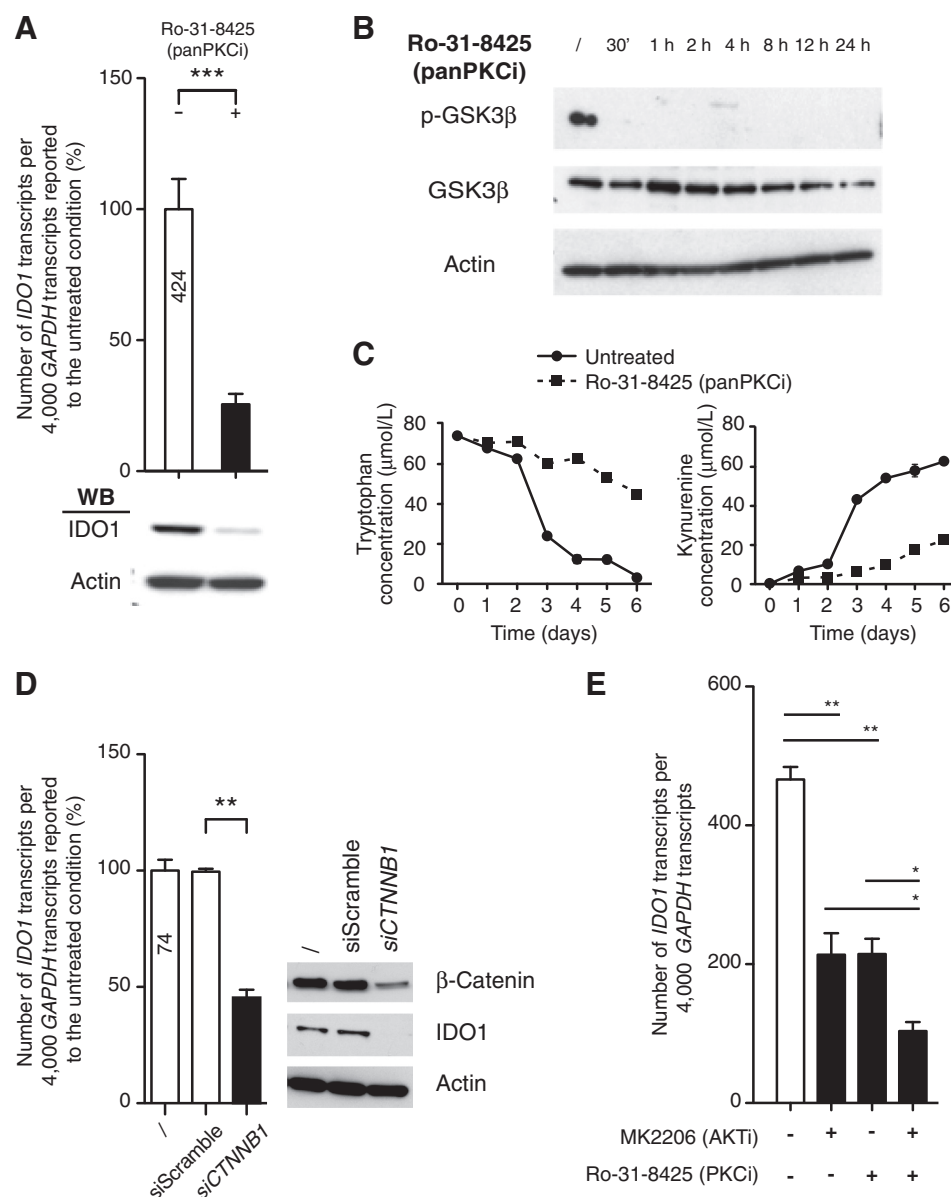 A
Ro-31-8425
(panPKCi)
***
- +
150
100
50
0
Number of IDO1 transcripts per
4,000 GAPDH transcripts reported
to the untreated condition (%)
424
WB
IDO1
Actin
B
Ro-31-8425
(panPKCi)
/ 30' 1 h 2 h 4 h 8 h 12 h 24 h
p-GSK3β
GSK3β
Actin
C
Untreated
Ro-31-8425 (panPKCi)
Tryptophan
concentration (μmol/L)
80
60
40
20
0
0 1 2 3 4 5 6
Time (days)
Kynurenine
concentration (μmol/L)
80
60
40
20
0
0 1 2 3 4 5 6
Time (days)
D
Number of IDO1 transcripts per
4,000 GAPDH transcripts reported
to the untreated condition (%)
150
100
50
0
**
74
/
siScramble
siCTNNB1
/
siScramble
siCTNNB1
β-Catenin
IDO1
Actin
E
Number of IDO1 transcripts per
4,000 GAPDH transcripts
600
400
200
0
**
**
*
*
MK2206 (AKTi) - + - +
Ro-31-8425 (PKCi) - - + +